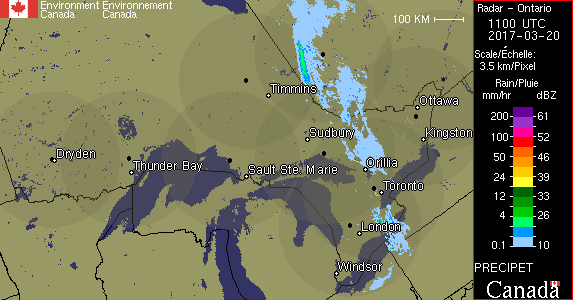 Environment Environnement
Canada Canada
100 KM
Timmins
Ottawa
Sudbury
Kingston
Dryden
Thunder Bay
Sault Ste. Marie
Orillia
Toronto
London
Windsor
Radar - Ontario
1100 UTC
2017-03-20
Scale/Échelle:
3.5 km/Pixel
Rain/Pluie
mm/hr dBZ
200 61
100 52
50 46
24 39
12 33
4 26
0.1 10
PRECIPET
Canada